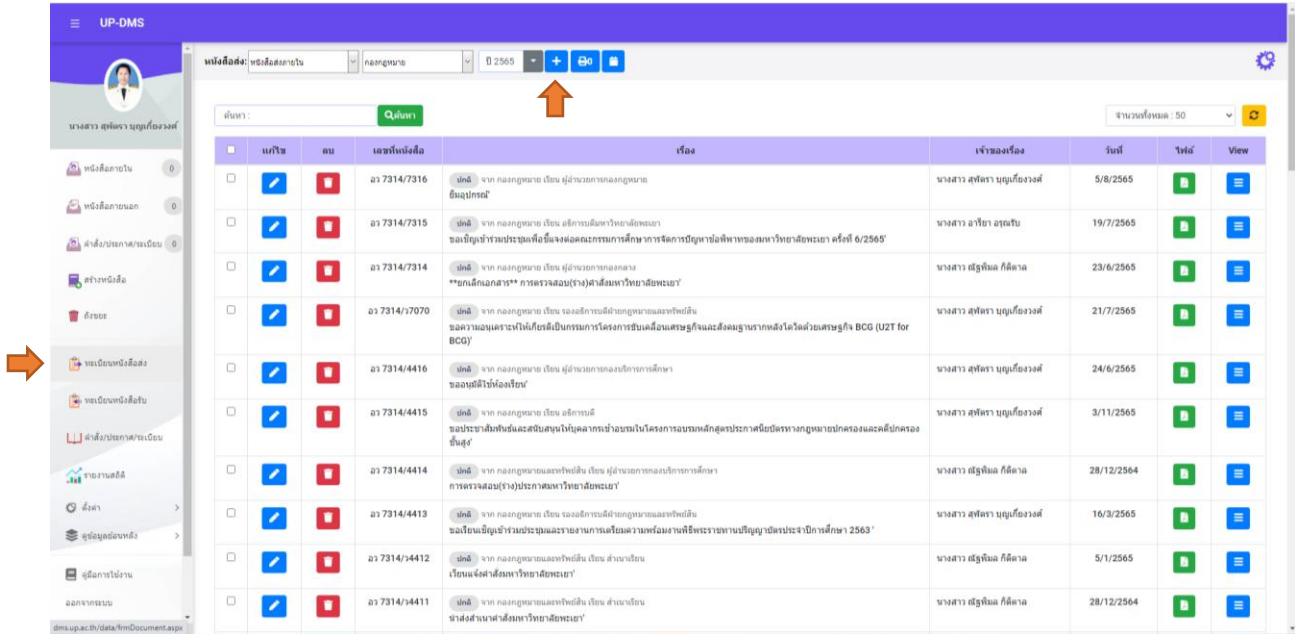 UP-DMS
หนังสือส่ง: หนังสือส่งภายใน กองกฎหมาย ปี 2565 0
นางสาว สุพัตรา บุญเกี๋ยงวงศ์
ค้นหา : ค้นหา จำนวนทั้งหมด : 50
หนังสือภายใน 0
หนังสือภายนอก 0
คำสั่ง/ประกาศ/ระเบียบ 0
สร้างหนังสือ
ถังขยะ
ทะเบียนหนังสือส่ง
ทะเบียนหนังสือรับ
คำสั่ง/ประกาศ/ระเบียบ
รายงานสถิติ
ตั้งค่า
ดูข้อมูลย้อนหลัง
คู่มือการใช้งาน
ออกจากระบบ
dms.up.ac.th/data/frmDocument.aspx
แก้ไข ลบ เลขที่หนังสือ เรื่อง เจ้าของเรื่อง วันที่ ไฟล์ View
อว 7314/7316 ปกติ จาก กองกฎหมาย เรียน ผู้อำนวยการกองกฎหมาย นางสาว สุพัตรา บุญเกี๋ยงวงศ์ 5/8/2565
ยืมอุปกรณ์'
อว 7314/7315 ปกติ จาก กองกฎหมาย เรียน อธิการบดีมหาวิทยาลัยพะเยา นางสาว อารียา อรุณรับ 19/7/2565
ขอเชิญเข้าร่วมประชุมเพื่อชี้แจงต่อคณะกรรมการศึกษาการจัดการปัญหาข้อพิพาทของมหาวิทยาลัยพะเยา ครั้งที่ 6/2565'
อว 7314/7314 ปกติ จาก กองกฎหมาย เรียน ผู้อำนวยการกองกลาง นางสาว ณัฐพิมล กิติตาล 23/6/2565
**ยกเลิกเอกสาร** การตรวจสอบ(ร่าง)คำสั่งมหาวิทยาลัยพะเยา'
อว 7314/ว7070 ปกติ จาก กองกฎหมาย เรียน รองอธิการบดีฝ่ายกฎหมายและทรัพย์สิน นางสาว สุพัตรา บุญเกี๋ยงวงศ์ 21/7/2565
ขอความอนุเคราะห์ให้เกียรติเป็นกรรมการโครงการขับเคลื่อนเศรษฐกิจและสังคมฐานรากหลังโควิดด้วยเศรษฐกิจ BCG (U2T for
BCG)'
อว 7314/4416 ปกติ จาก กองกฎหมาย เรียน ผู้อำนวยการกองบริการการศึกษา นางสาว สุพัตรา บุญเกี๋ยงวงศ์ 24/6/2565
ขออนุมัติใช้ห้องเรียน'
อว 7314/4415 ปกติ จาก กองกฎหมาย เรียน อธิการบดี นางสาว สุพัตรา บุญเกี๋ยงวงศ์ 3/11/2565
ขอประชาสัมพันธ์และสนับสนุนให้บุคลากรเข้าอบรมในโครงการอบรมหลักสูตรประกาศนียบัตรทางกฎหมายปกครองและคดีปกครอง
ชั้นสูง'
อว 7314/4414 ปกติ จาก กองกฎหมายและทรัพย์สิน เรียน ผู้อำนวยการกองบริการการศึกษา นางสาว ณัฐพิมล กิติตาล 28/12/2564
การตรวจสอบ(ร่าง)ประกาศมหาวิทยาลัยพะเยา'
อว 7314/4413 ปกติ จาก กองกฎหมายและทรัพย์สิน เรียน รองอธิการบดีฝ่ายกฎหมายและทรัพย์สิน นางสาว สุพัตรา บุญเกี๋ยงวงศ์ 16/3/2565
ขอเรียนเชิญเข้าร่วมประชุมและรายงานการเตรียมความพร้อมงานพิธีพระราชทานปริญญาบัตรประจำปีการศึกษา 2563 '
อว 7314/ว4412 ปกติ จาก กองกฎหมายและทรัพย์สิน เรียน สำเนาเรียน นางสาว ณัฐพิมล กิติตาล 5/1/2565
เวียนแจ้งคำสั่งมหาวิทยาลัยพะเยา'
อว 7314/ว4411 ปกติ จาก กองกฎหมายและทรัพย์สิน เรียน สำเนาเรียน นางสาว ณัฐพิมล กิติตาล 28/12/2564
นำส่งสำเนาคำสั่งมหาวิทยาลัยพะเยา'